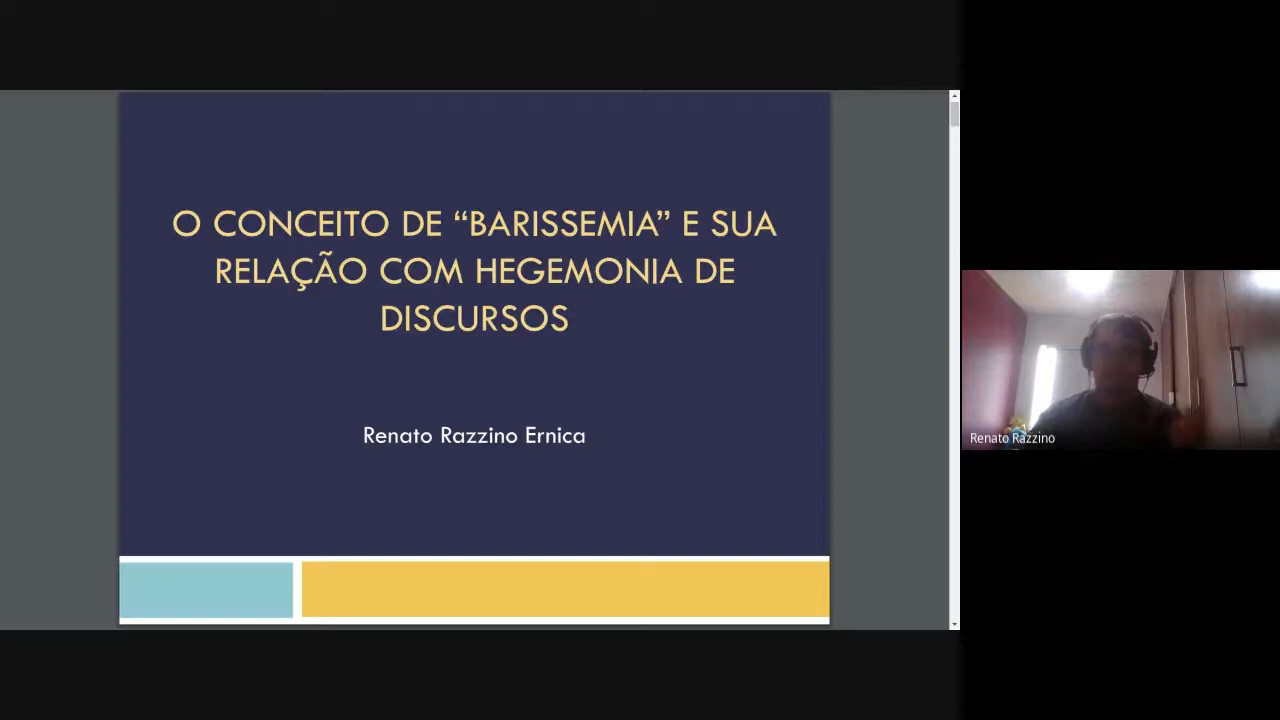 O CONCEITO DE “BARISSEMIA” E SUA
RELAÇÃO COM HEGEMONIA DE
DISCURSOS
Renato Razzino Ernica
Renato Razzino